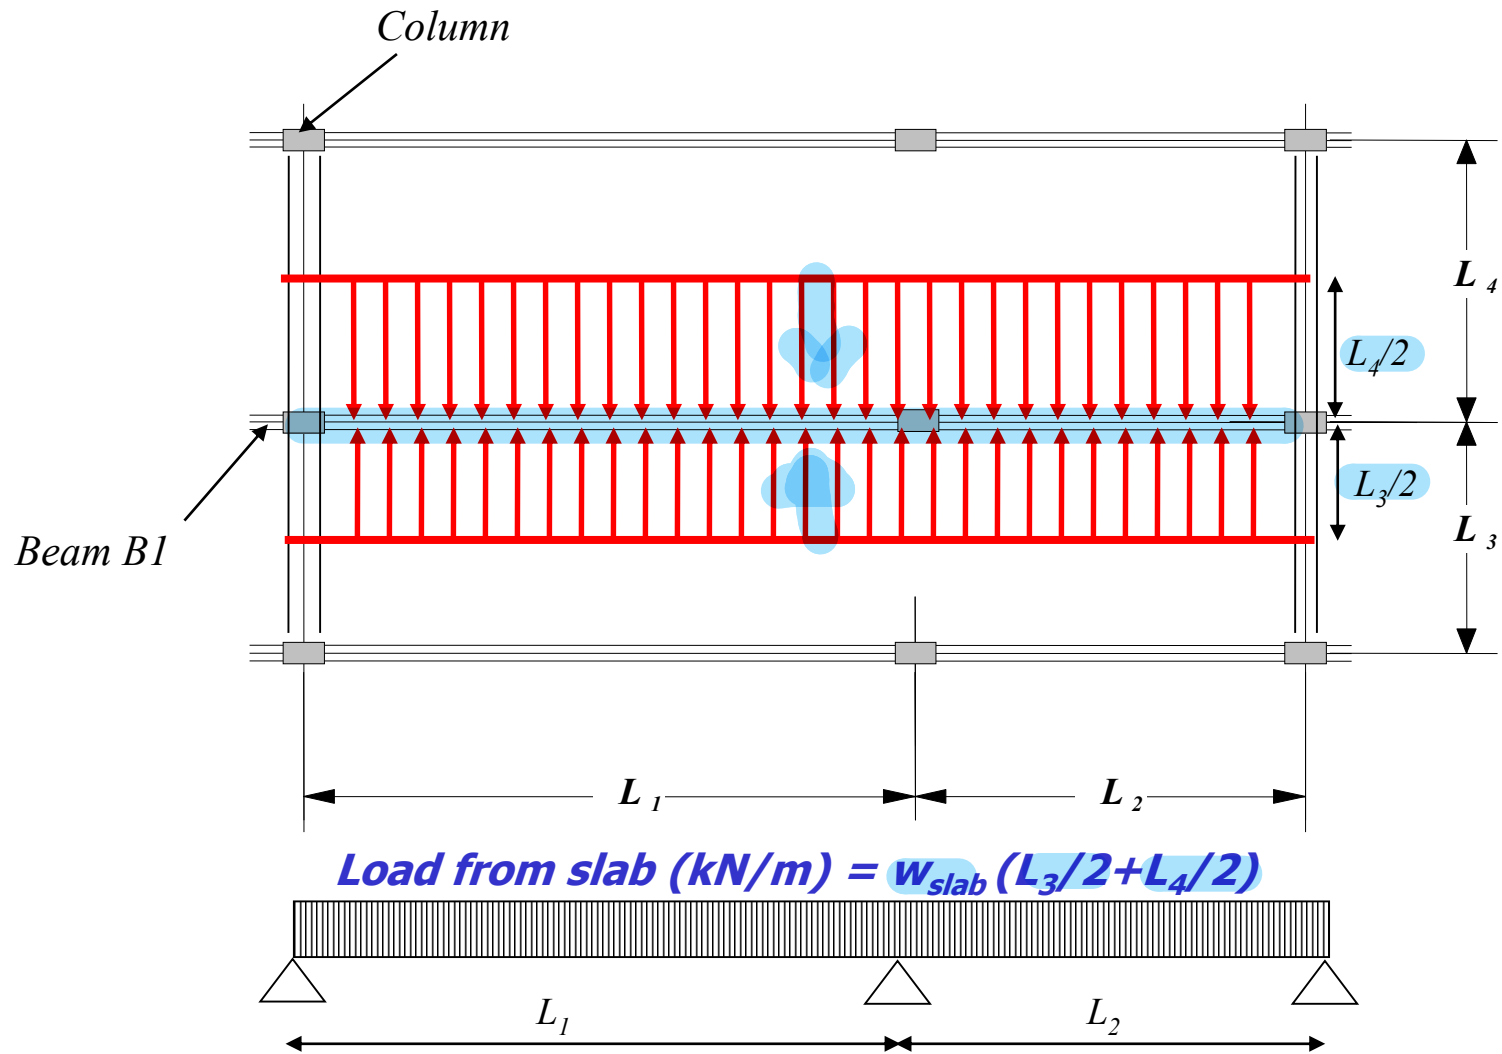 Column
L 4
L4/2
L3/2
L 3
Beam B1
L 1
L 2
Load from slab (kN/m) = wslab (L3/2+L4/2)
L1
L2